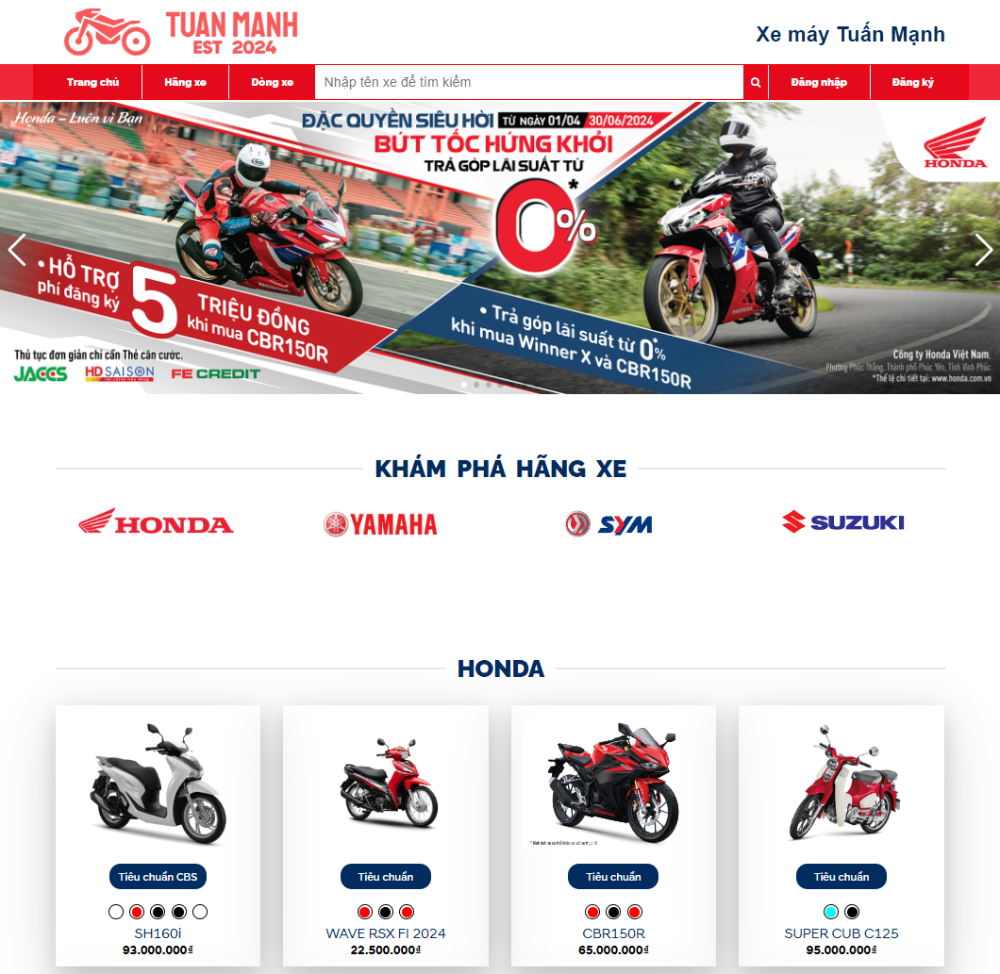 TUAN MANH
EST 2024
Xe máy Tuấn Mạnh
Trang chủ
Hãng xe
Dòng xe
Nhập tên xe để tìm kiếm
Đăng nhập
Đăng ký
Honda – Luôn vì Bạn
ĐẶC QUYỀN SIÊU HỜI TỪ NGÀY 01/04 30/06/2024
BỨT TỐC HỨNG KHỞI
TRẢ GÓP LÃI SUẤT TỪ
0%*
HONDA
• HỖ TRỢ
phí đăng ký
5
TRIỆU ĐỒNG
khi mua CBR150R
• Trả góp lãi suất từ 0*%
khi mua Winner X và CBR150R
Thủ tục đơn giản chỉ cần Thẻ căn cước.
JACCS
HD SAISON
FE CREDIT
Công ty Honda Việt Nam
Phường Phúc Thắng, Thành phố Phúc Yên, Tỉnh Vĩnh Phúc
*Thể lệ chi tiết tại: www.honda.com.vn
KHÁM PHÁ HÃNG XE
HONDA
YAMAHA
SYM
SUZUKI
HONDA
Tiêu chuẩn CBS
SH160i
93.000.000₫
Tiêu chuẩn
WAVE RSX FI 2024
22.500.000₫
Tiêu chuẩn
CBR150R
65.000.000₫
Tiêu chuẩn
SUPER CUB C125
95.000.000₫